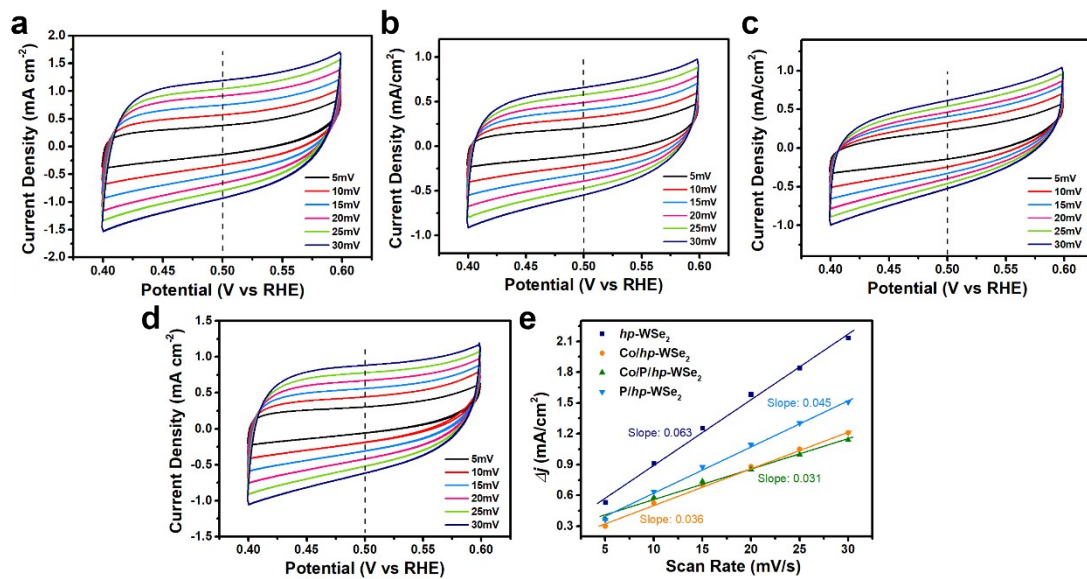 a
2.0
1.5
1.0
0.5
0.0
-0.5
-1.0
-1.5
-2.0
Current Density (mA cm⁻²)
0.40 0.45 0.50 0.55 0.60
Potential (V vs RHE)
5mV
10mV
15mV
20mV
25mV
30mV
b
1.0
0.5
0.0
-0.5
-1.0
Current Density (mA/cm²)
0.40 0.45 0.50 0.55 0.60
Potential (V vs RHE)
5mV
10mV
15mV
20mV
25mV
30mV
c
1.0
0.5
0.0
-0.5
-1.0
Current Density (mA/cm²)
0.40 0.45 0.50 0.55 0.60
Potential (V vs RHE)
5mV
10mV
15mV
20mV
25mV
30mV
d
1.5
1.0
0.5
0.0
-0.5
-1.0
-1.5
Current Density (mA cm⁻²)
0.40 0.45 0.50 0.55 0.60
Potential (V vs RHE)
5mV
10mV
15mV
20mV
25mV
30mV
e
2.1
1.8
1.5
1.2
0.9
0.6
0.3
Δj (mA/cm²)
5 10 15 20 25 30
Scan Rate (mV/s)
hp-WSe₂
Co/hp-WSe₂
Co/P/hp-WSe₂
P/hp-WSe₂
Slope: 0.063
Slope: 0.045
Slope: 0.031
Slope: 0.036